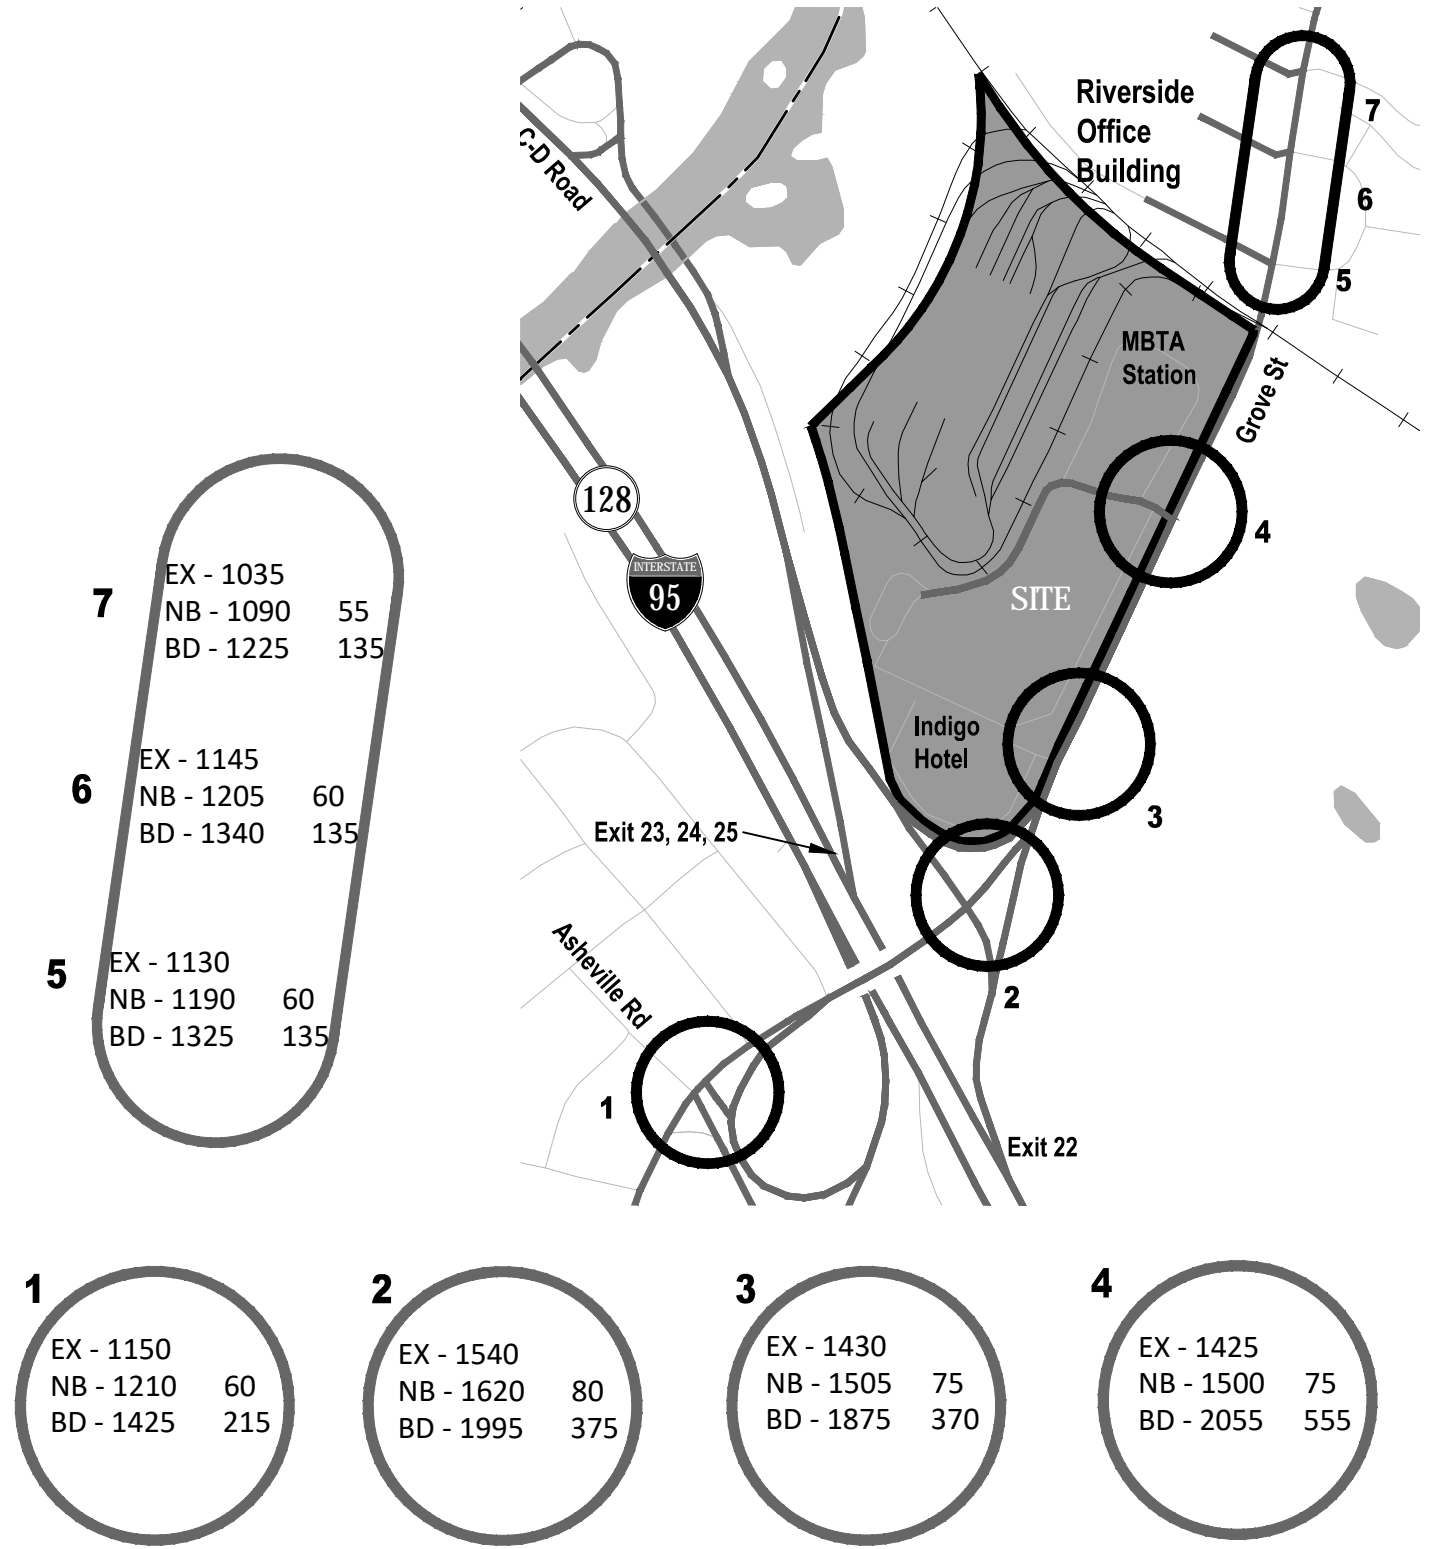 Riverside
Office
Building
7
6
5
C-D Road
MBTA
Station
Grove St
128
INTERSTATE
95
4
SITE
Indigo
Hotel
3
Exit 23, 24, 25
Asheville Rd
2
1
Exit 22
7
EX - 1035
NB - 1090 55
BD - 1225 135
6
EX - 1145
NB - 1205 60
BD - 1340 135
5
EX - 1130
NB - 1190 60
BD - 1325 135
1
EX - 1150
NB - 1210 60
BD - 1425 215
2
EX - 1540
NB - 1620 80
BD - 1995 375
3
EX - 1430
NB - 1505 75
BD - 1875 370
4
EX - 1425
NB - 1500 75
BD - 2055 555